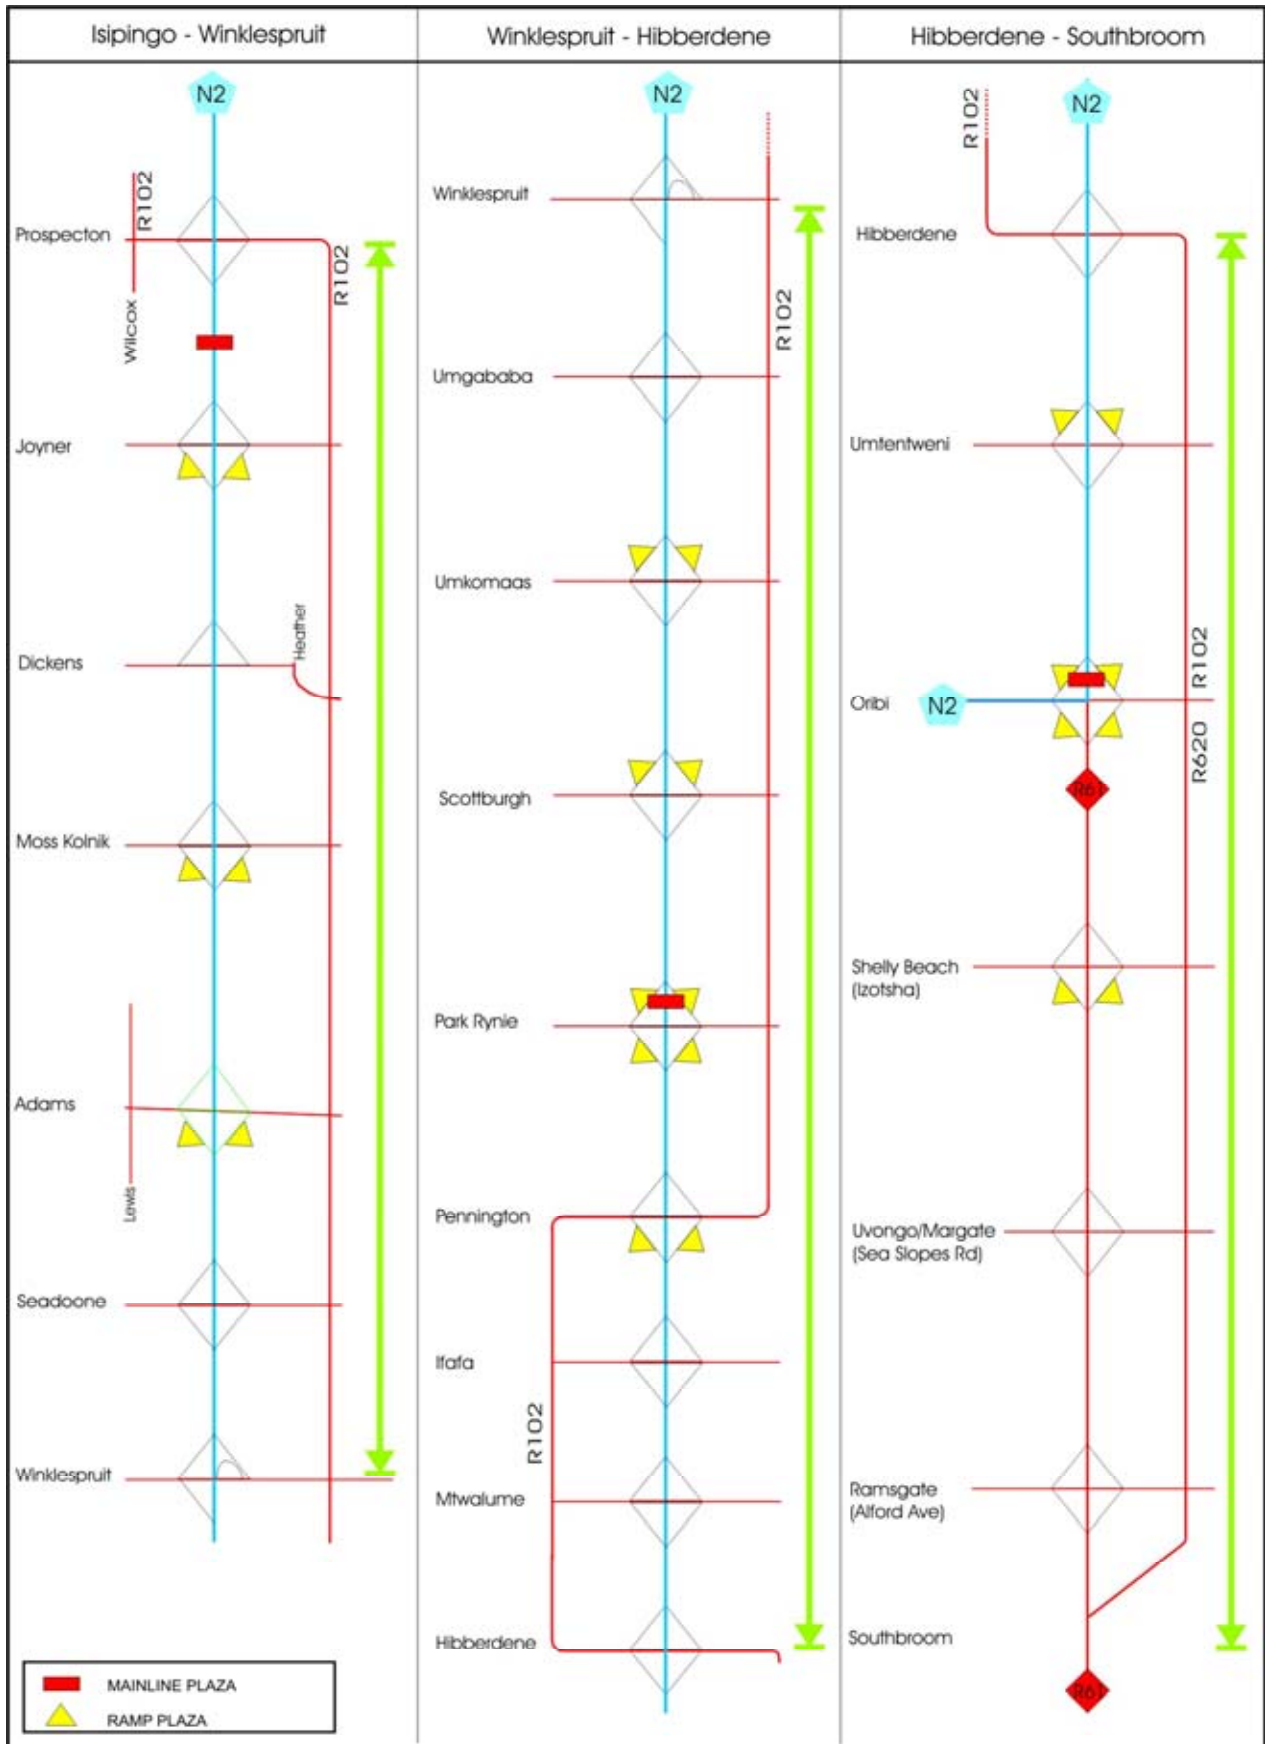 Isipingo - Winklespruit
N2
R102
Prospecton
R102
Wilcox
Joyner
Dickens
Heather
Moss Kolnik
Adams
Lewis
Seadoone
Winklespruit
MAINLINE PLAZA
RAMP PLAZA
Winklespruit - Hibberdene
N2
Winklespruit
R102
Umgababa
Umkomaas
Scottburgh
Park Rynie
Pennington
Ifafa
R102
Mtwalume
Hibberdene
Hibberdene - Southbroom
R102
N2
Hibberdene
Umtentweni
R102
Oribi
N2
R620
R61
Shelly Beach
(Izotsha)
Uvongo/Margate
(Sea Slopes Rd)
Ramsgate
(Alford Ave)
Southbroom
R61